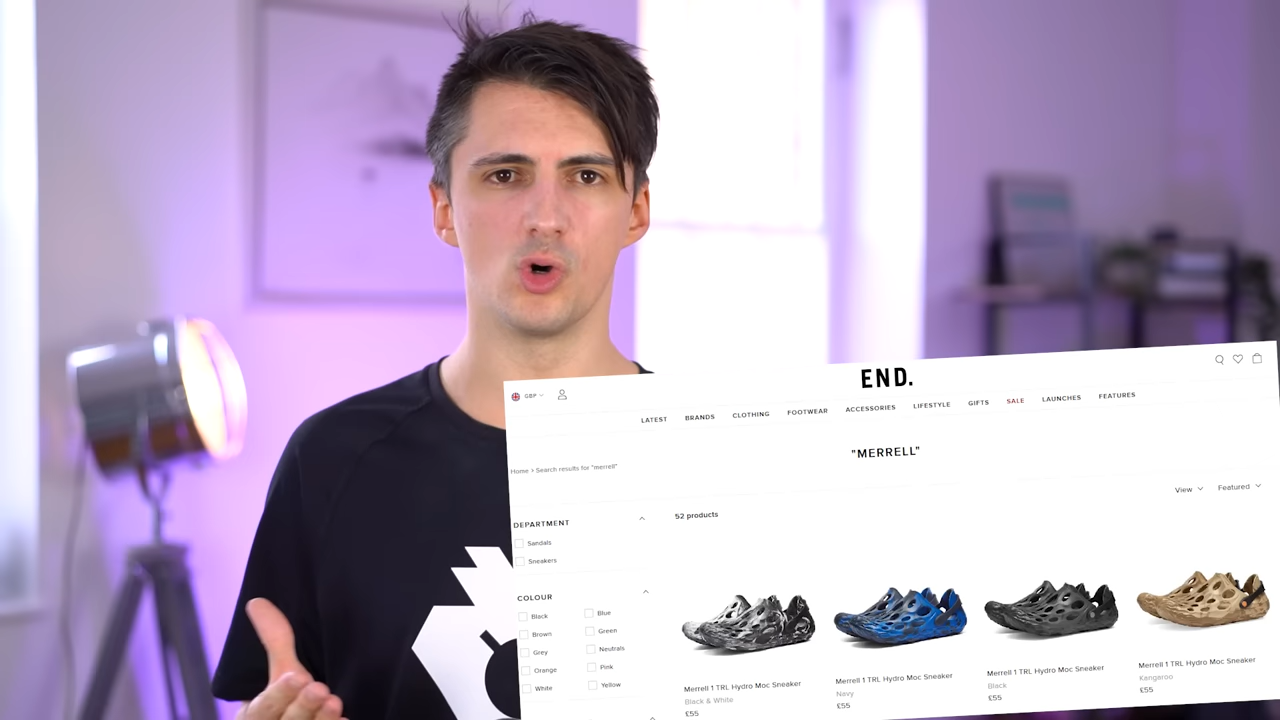 END.
GBP
LATEST BRANDS CLOTHING FOOTWEAR ACCESSORIES LIFESTYLE GIFTS SALE LAUNCHES FEATURES
"MERRELL"
Home > Search results for "merrell"
View Featured
52 products
DEPARTMENT
Sandals
Sneakers
COLOUR
Black Blue
Brown Green
Grey Neutrals
Orange Pink
White Yellow
Merrell 1 TRL Hydro Moc Sneaker
Black & White
£55
Merrell 1 TRL Hydro Moc Sneaker
Navy
£55
Merrell 1 TRL Hydro Moc Sneaker
Black
£55
Merrell 1 TRL Hydro Moc Sneaker
Kangaroo
£55